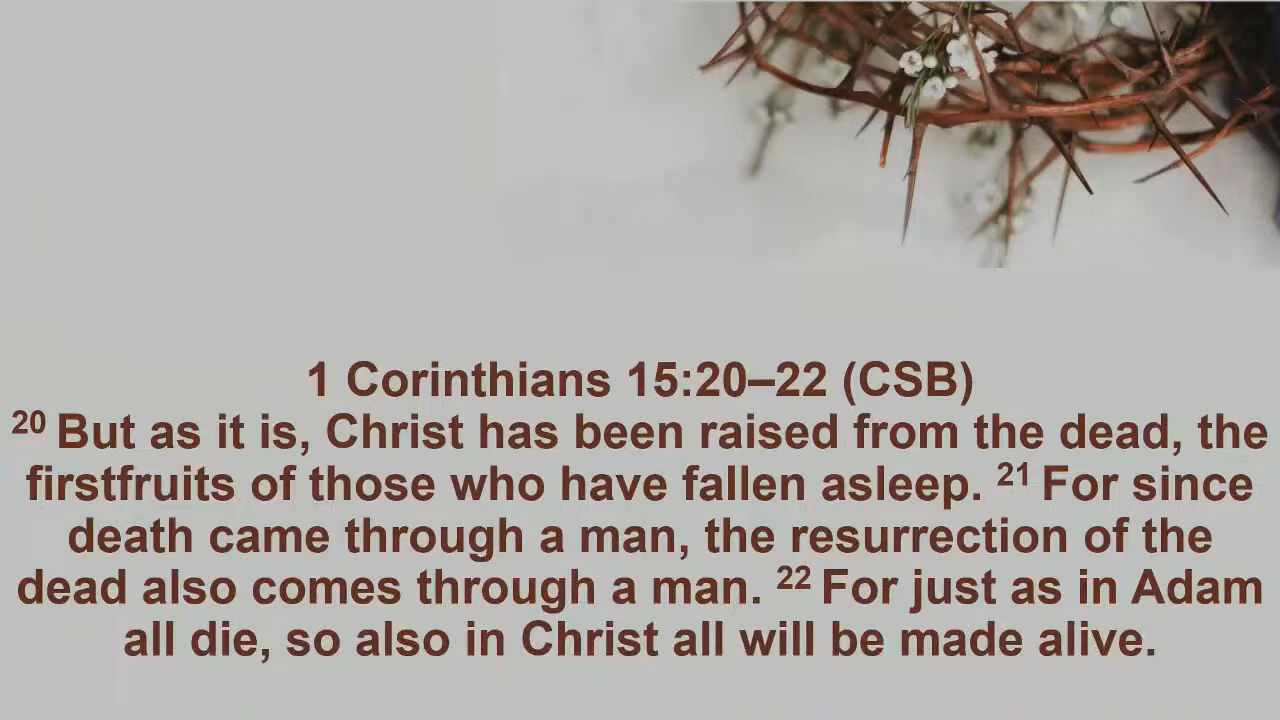 1 Corinthians 15:20–22 (CSB)
20 But as it is, Christ has been raised from the dead, the
firstfruits of those who have fallen asleep. 21 For since
death came through a man, the resurrection of the
dead also comes through a man. 22 For just as in Adam
all die, so also in Christ all will be made alive.